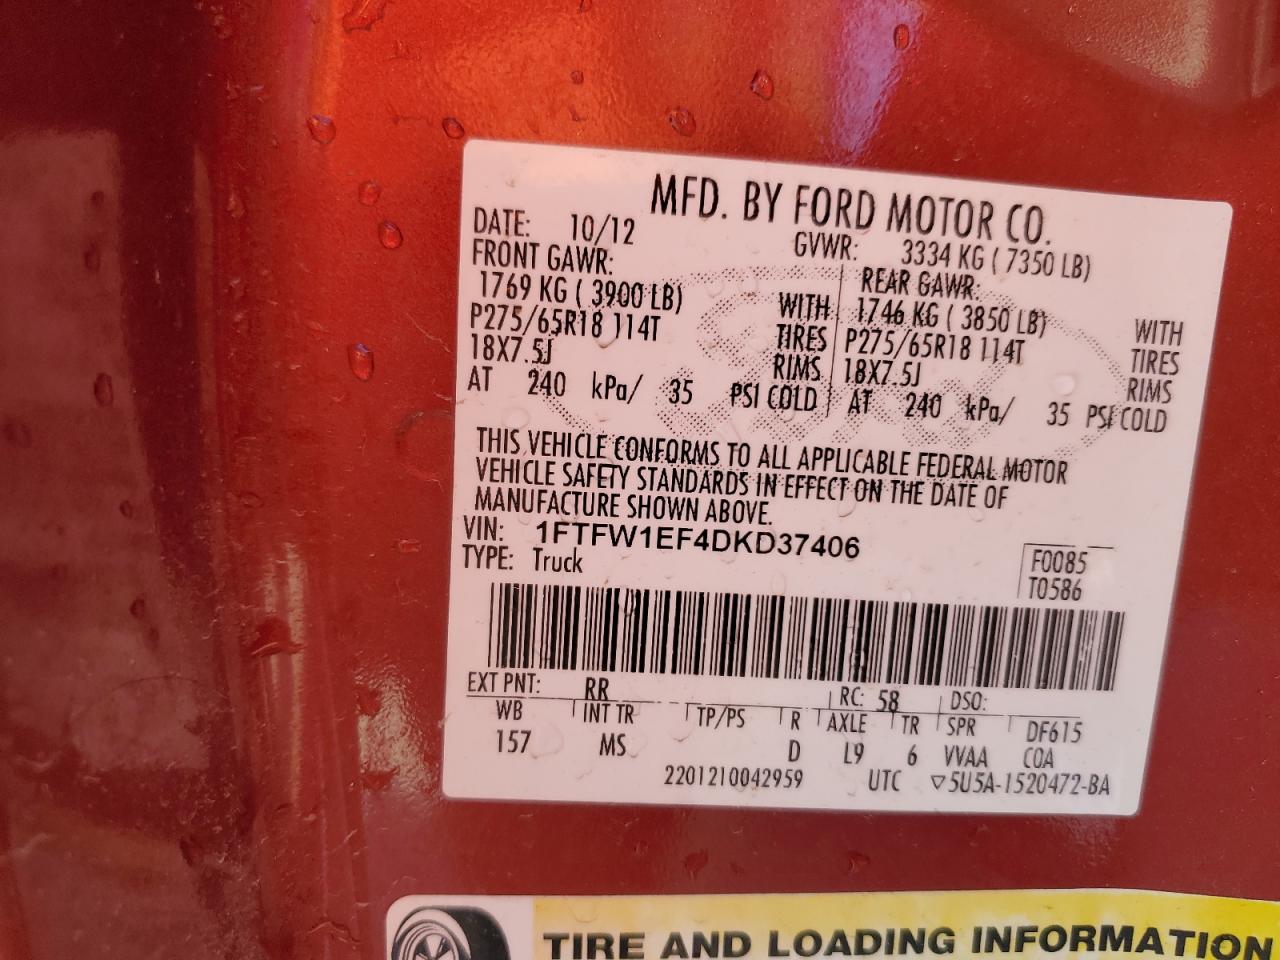 MFD. BY FORD MOTOR CO.
DATE: 10/12 GVWR: 3334 KG ( 7350 LB)
FRONT GAWR: REAR GAWR:
1769 KG ( 3900 LB) WITH 1746 KG ( 3850 LB) WITH
P275/65R18 114T TIRES P275/65R18 114T TIRES
18X7.5J RIMS 18X7.5J RIMS
AT 240 kPa/ 35 PSI COLD AT 240 kPa/ 35 PSI COLD
THIS VEHICLE CONFORMS TO ALL APPLICABLE FEDERAL MOTOR
VEHICLE SAFETY STANDARDS IN EFFECT ON THE DATE OF
MANUFACTURE SHOWN ABOVE.
VIN: 1FTFW1EF4DKD37406
TYPE: Truck
F0085
T0586
EXT PNT: RR RC: 58 DSO:
WB INT TR TP/PS R AXLE TR SPR DF615
157 MS D L9 6 VVAA COA
2201210042959 UTC ▽5U5A-1520472-BA
TIRE AND LOADING INFORMATION